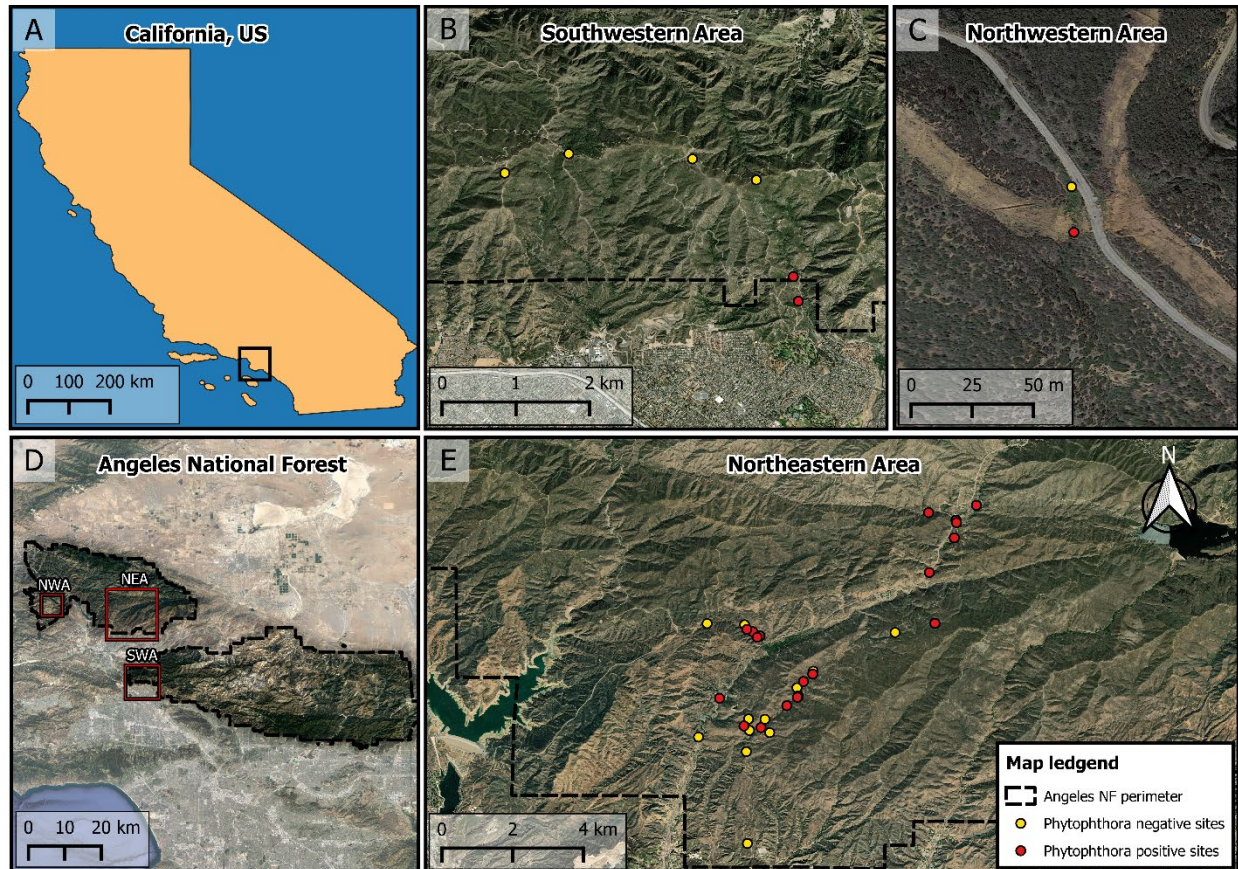 A
California, US
0 100 200 km
B
Southwestern Area
0 1 2 km
C
Northwestern Area
0 25 50 m
D
Angeles National Forest
NWA
NEA
SWA
0 10 20 km
E
Northeastern Area
N
0 2 4 km
Map ledgend
Angeles NF perimeter
Phytophthora negative sites
Phytophthora positive sites